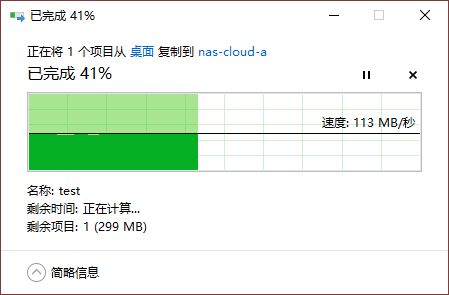 已完成 41%
正在将 1 个项目从 桌面 复制到 nas-cloud-a
已完成 41%
速度: 113 MB/秒
名称: test
剩余时间: 正在计算...
剩余项目: 1 (299 MB)
简略信息